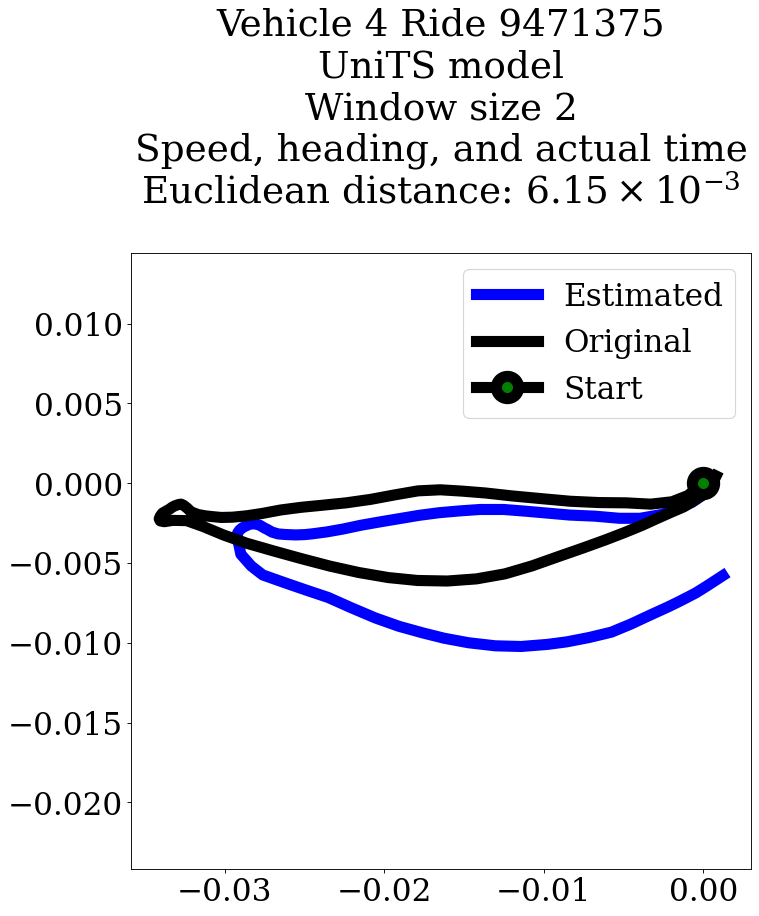 Vehicle 4 Ride 9471375
UniTS model
Window size 2
Speed, heading, and actual time
Euclidean distance: 6.15 × 10⁻³
Estimated
Original
Start
0.010
0.005
0.000
−0.005
−0.010
−0.015
−0.020
−0.03 −0.02 −0.01 0.00